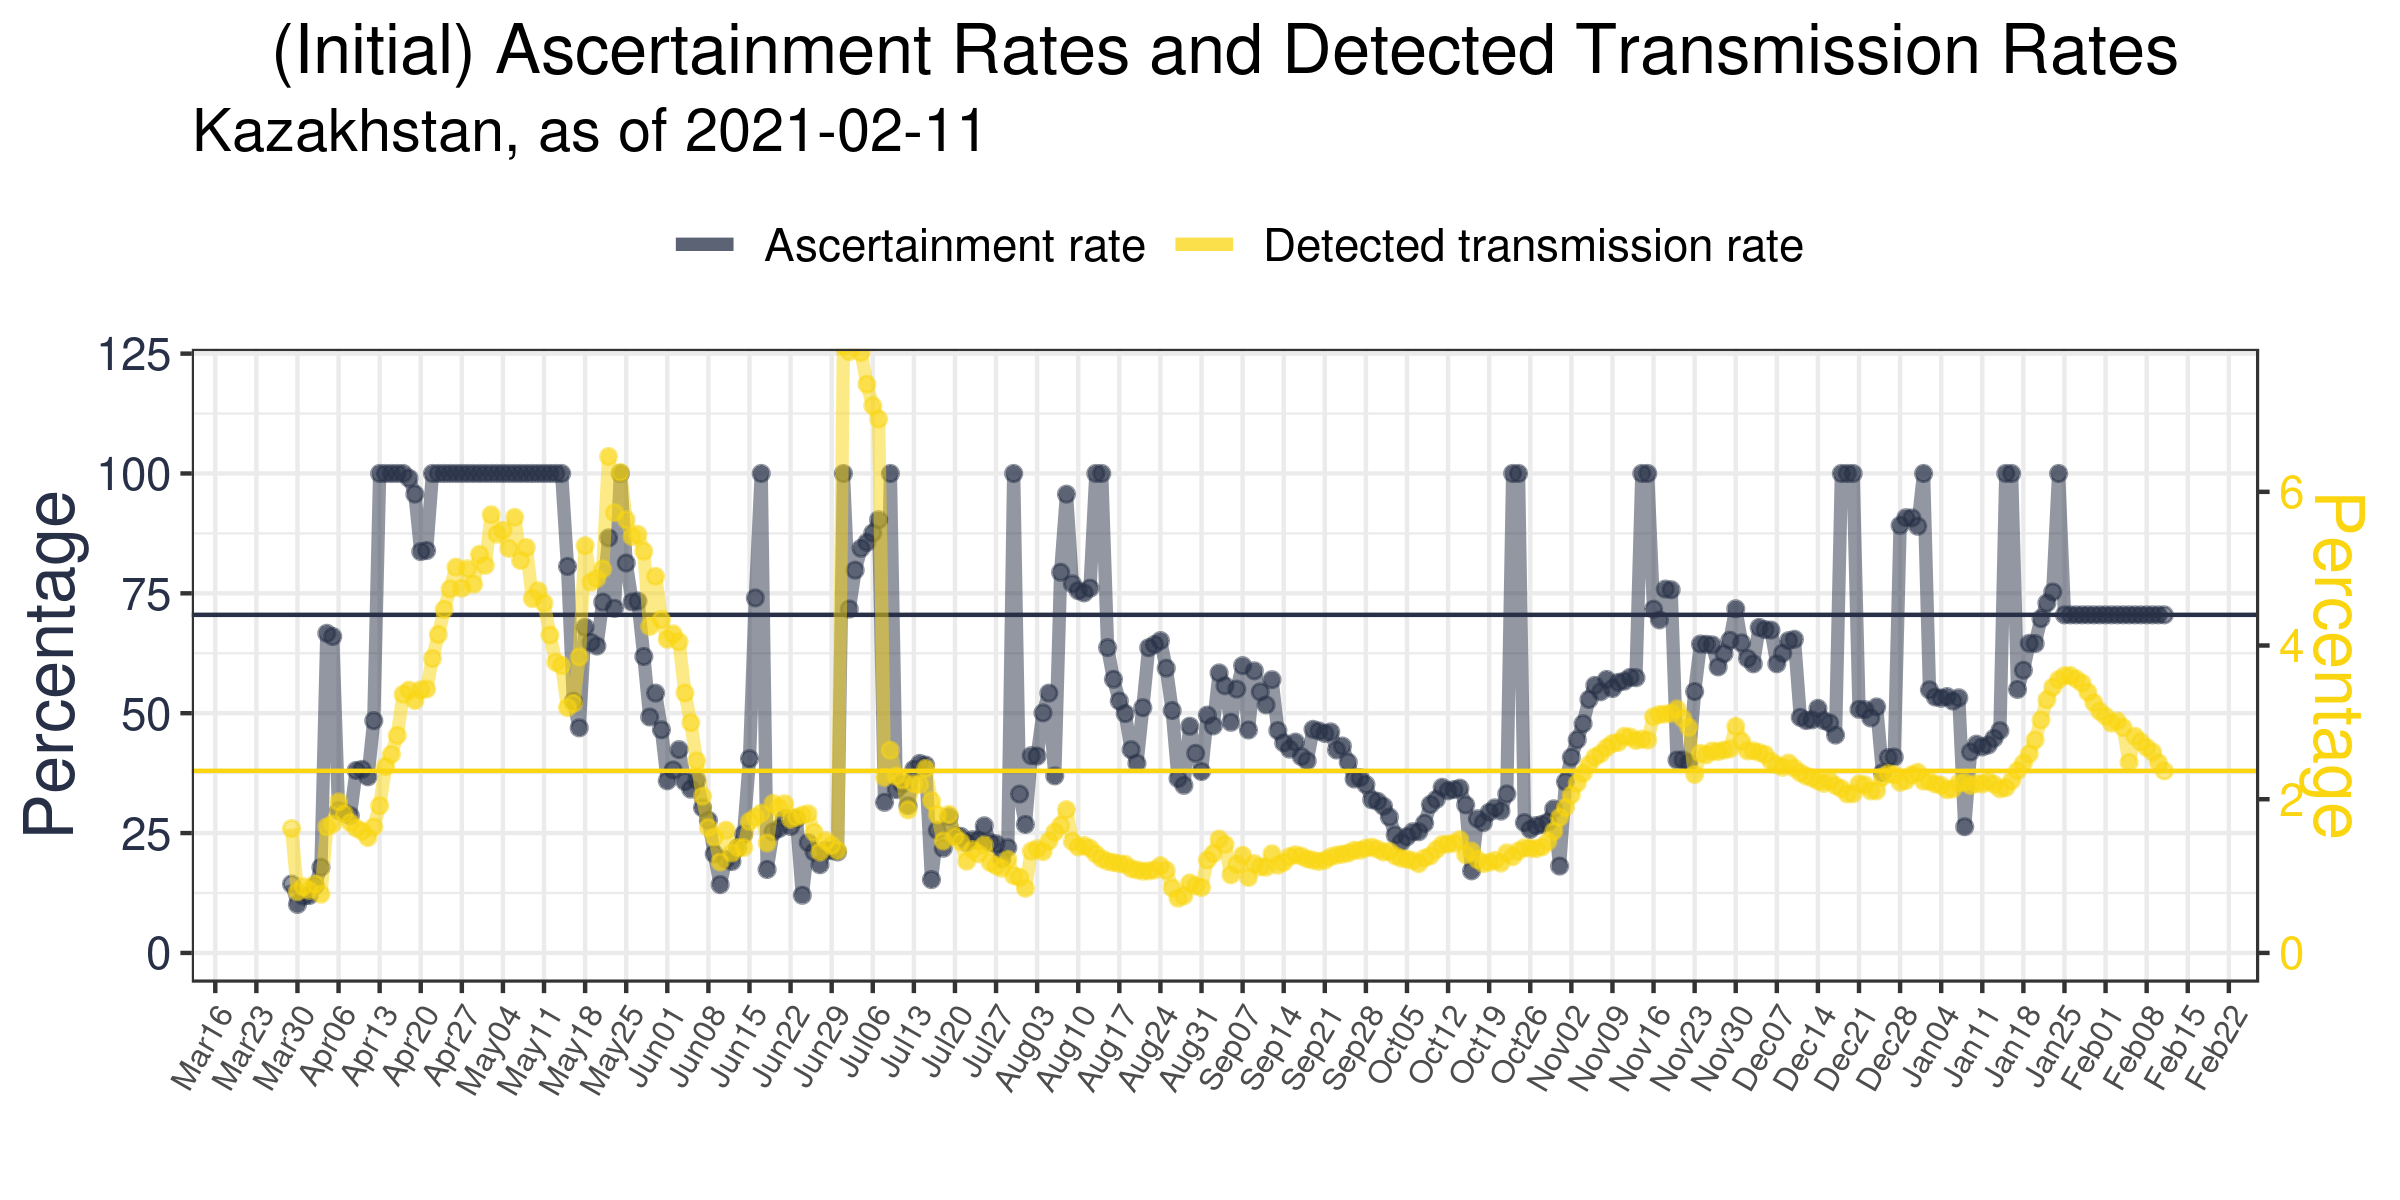 (Initial) Ascertainment Rates and Detected Transmission Rates
Kazakhstan, as of 2021-02-11
Ascertainment rate
Detected transmission rate
Percentage
125
100
75
50
25
0
6
4
2
0
Percentage
Mar16
Mar23
Mar30
Apr06
Apr13
Apr20
Apr27
May04
May11
May18
May25
Jun01
Jun08
Jun15
Jun22
Jun29
Jul06
Jul13
Jul20
Jul27
Aug03
Aug10
Aug17
Aug24
Aug31
Sep07
Sep14
Sep21
Sep28
Oct05
Oct12
Oct19
Oct26
Nov02
Nov09
Nov16
Nov23
Nov30
Dec07
Dec14
Dec21
Dec28
Jan04
Jan11
Jan18
Jan25
Feb01
Feb08
Feb15
Feb22